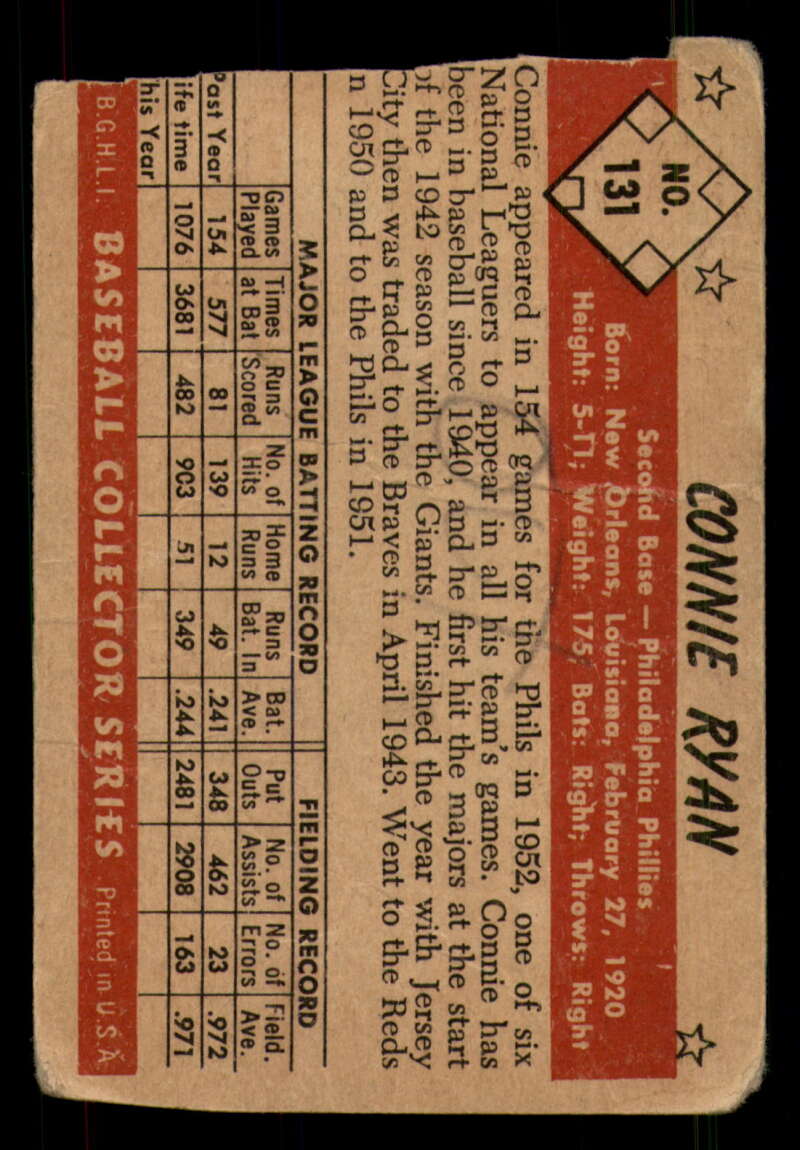 CONNIE RYAN
NO.
131
Second Base — Philadelphia Phillies
Born: New Orleans, Louisiana, February 27, 1920
Height: 5-11; Weight: 175; Bats: Right; Throws: Right
Connie appeared in 154 games for the Phils in 1952, one of six
National Leaguers to appear in all his team's games. Connie has
been in baseball since 1940, and he first hit the majors at the start
of the 1942 season with the Giants. Finished the year with Jersey
City then was traded to the Braves in April 1943. Went to the Reds
n 1950 and to the Phils in 1951.
MAJOR LEAGUE BATTING RECORD FIELDING RECORD
Games Times Runs No. of Home Runs Bat. Put No. of No. of Field.
Played at Bat Scored Hits Runs Bat. In Ave. Outs Assists Errors Ave.
Past Year 154 577 81 139 12 49 .241 348 462 23 .972
ife time 1076 3681 482 903 51 349 .244 2481 2908 163 .971
his Year
B.G.H.L.I. BASEBALL COLLECTOR SERIES Printed in U.S.A.